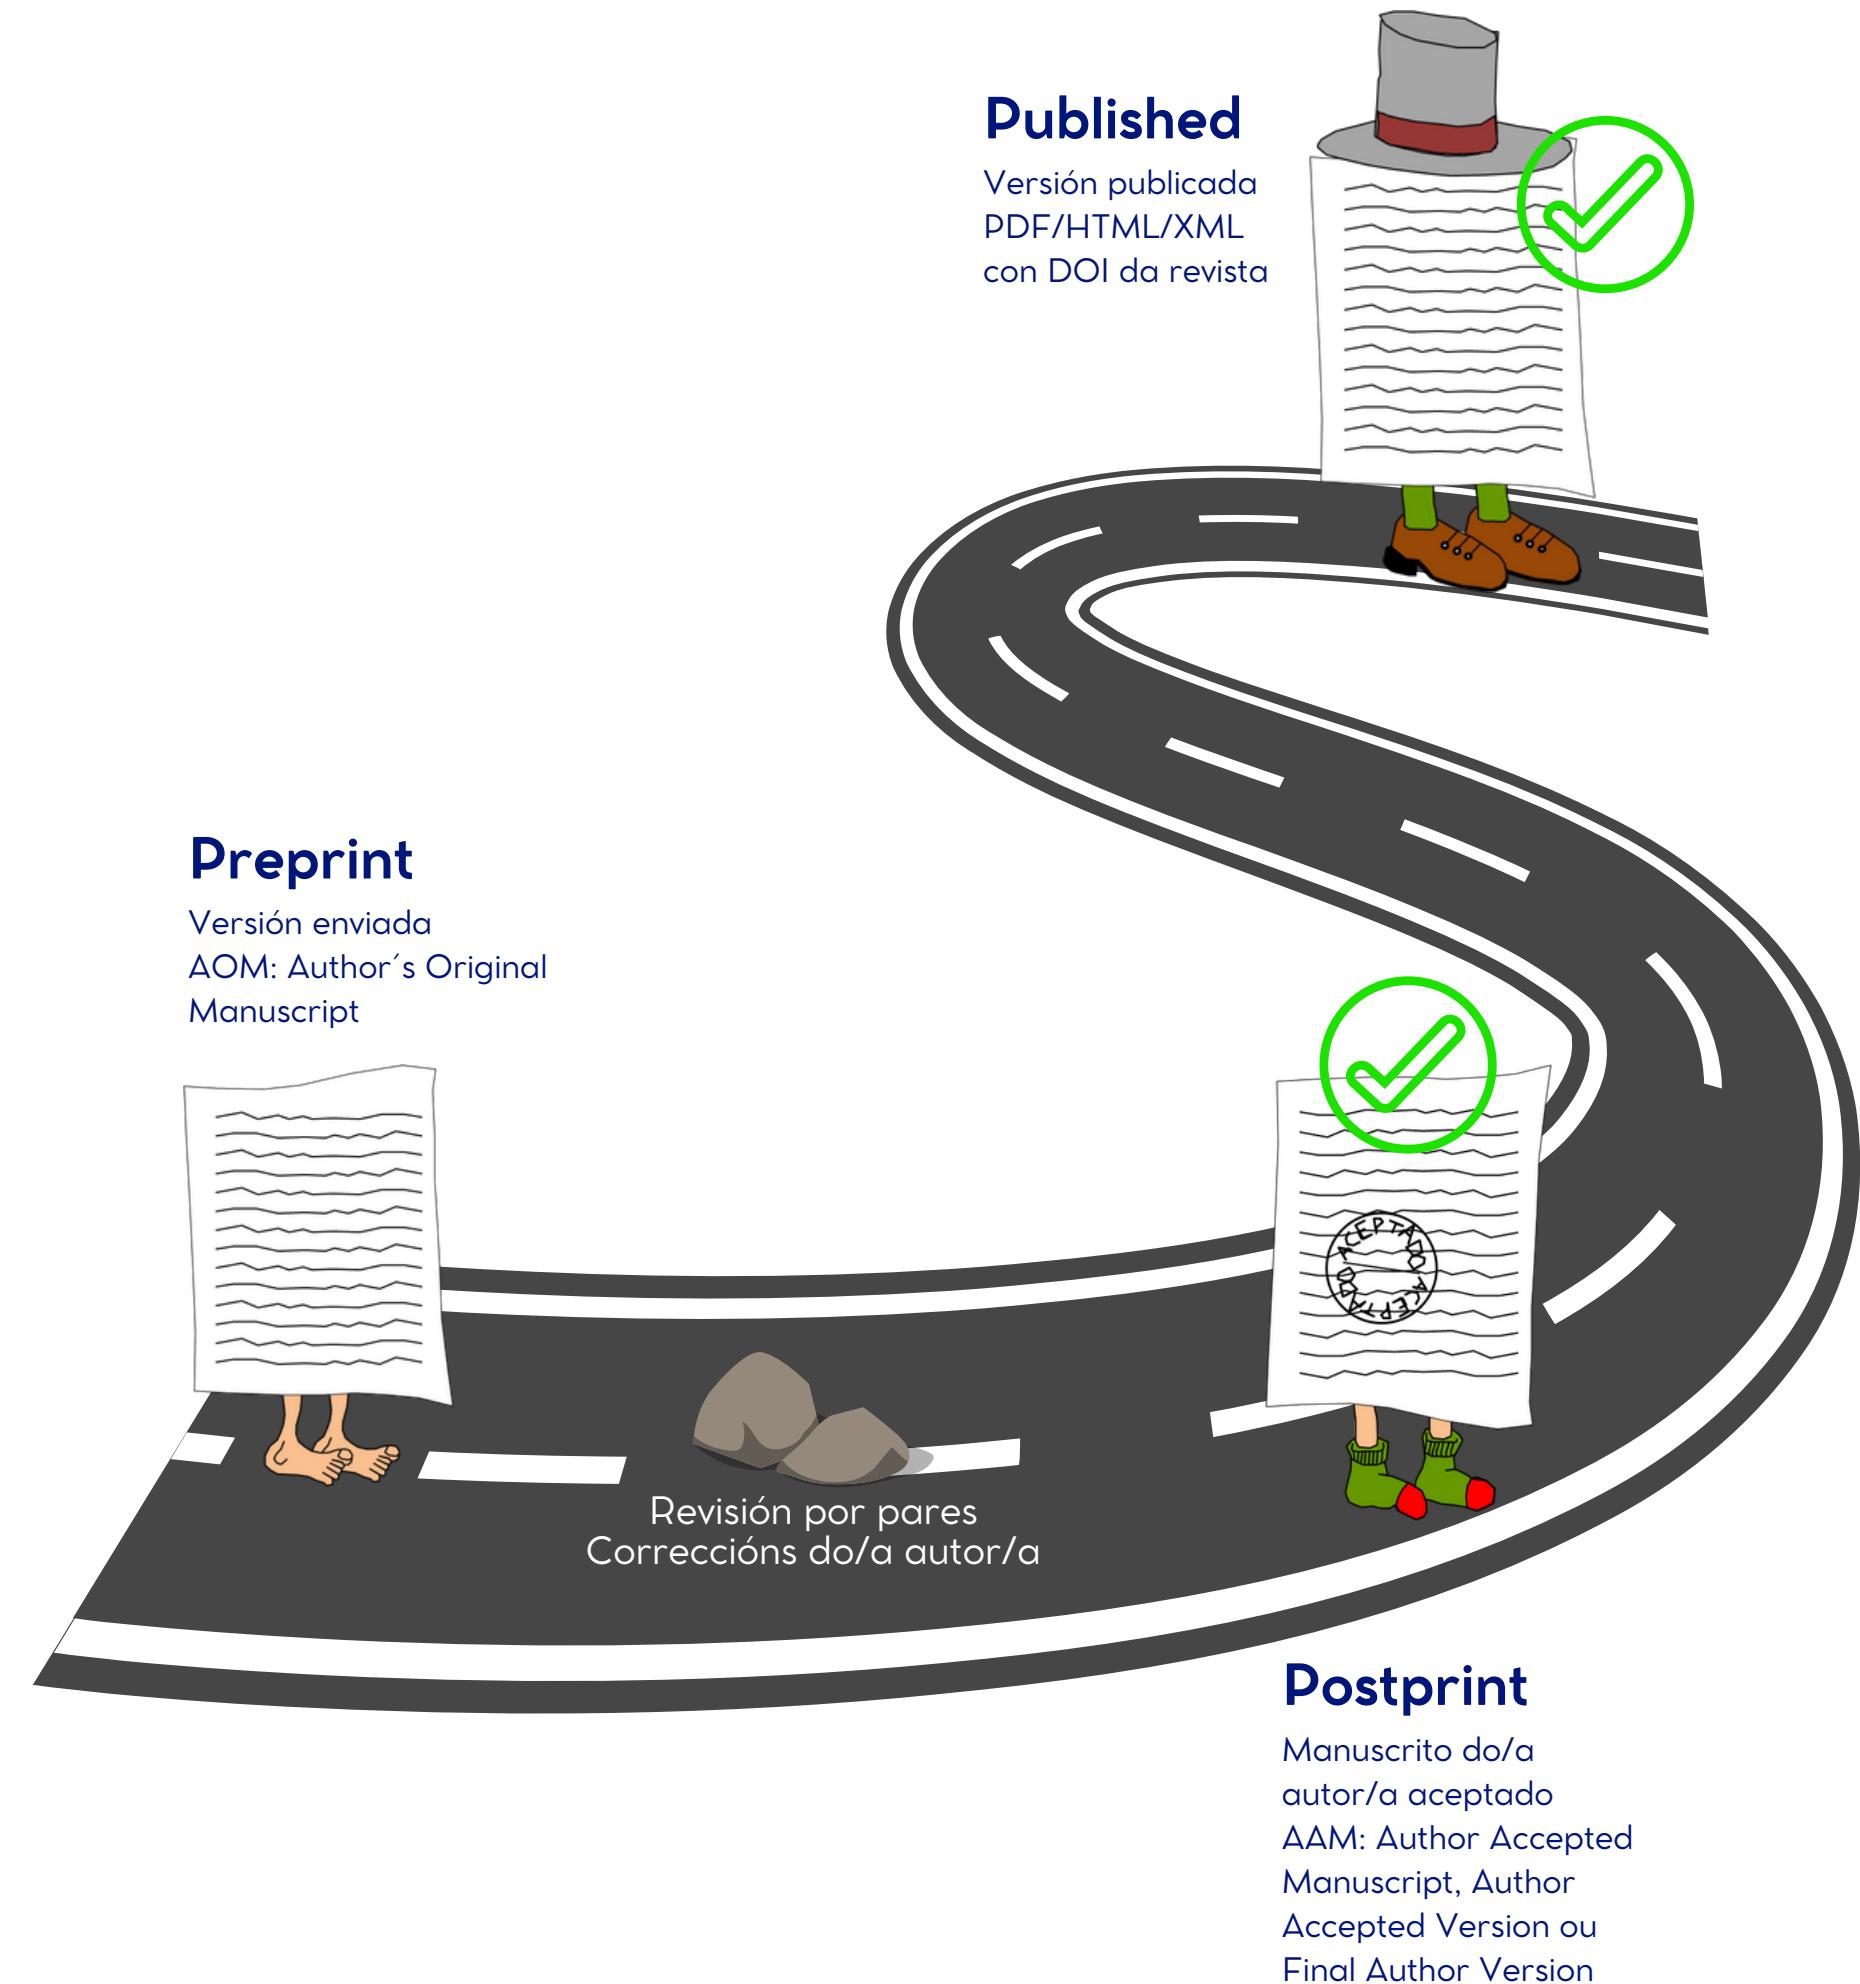 Published
Versión publicada
PDF/HTML/XML
con DOI da revista
Preprint
Versión enviada
AOM: Author´s Original
Manuscript
ACEPTADO ACEPTADO
Revisión por pares
Correccións do/a autor/a
Postprint
Manuscrito do/a
autor/a aceptado
AAM: Author Accepted
Manuscript, Author
Accepted Version ou
Final Author Version